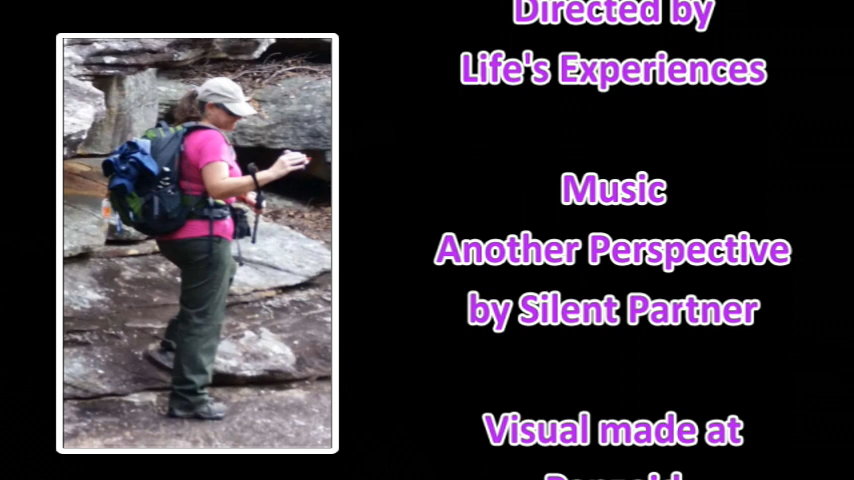 Directed by
Life's Experiences
Music
Another Perspective
by Silent Partner
Visual made at